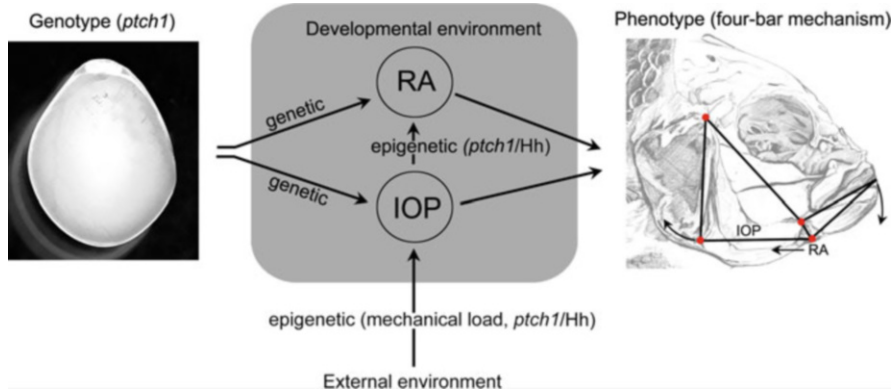 Genotype (ptch1)
Developmental environment
Phenotype (four-bar mechanism)
RA
genetic
epigenetic (ptch1/Hh)
genetic
IOP
IOP
RA
epigenetic (mechanical load, ptch1/Hh)
External environment